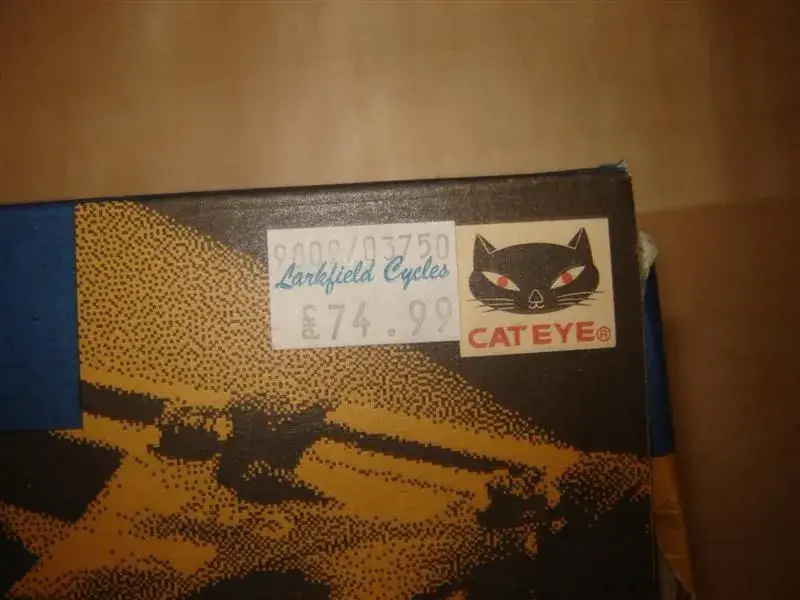 9808/03750
Larkfield Cycles
£74.99
CATEYE®